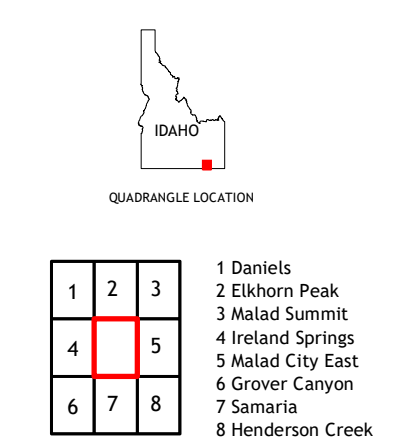 IDAHO
QUADRANGLE LOCATION
1 2 3
4 5
6 7 8
1 Daniels
2 Elkhorn Peak
3 Malad Summit
4 Ireland Springs
5 Malad City East
6 Grover Canyon
7 Samaria
8 Henderson Creek